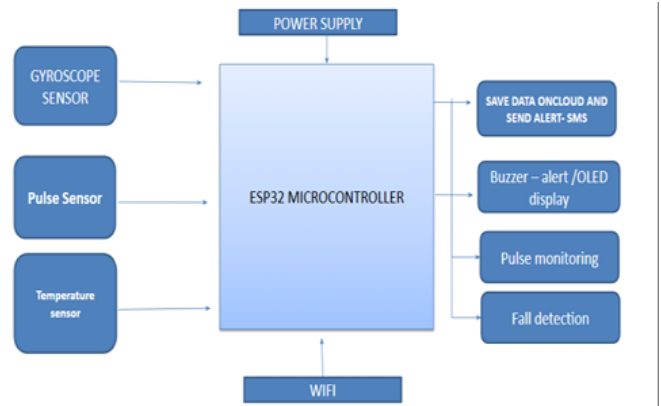 POWER SUPPLY
GYROSCOPE
SENSOR
Pulse Sensor
Temperature
sensor
ESP32 MICROCONTROLLER
SAVE DATA ONCLOUD AND
SEND ALERT- SMS
Buzzer – alert /OLED
display
Pulse monitoring
Fall detection
WIFI